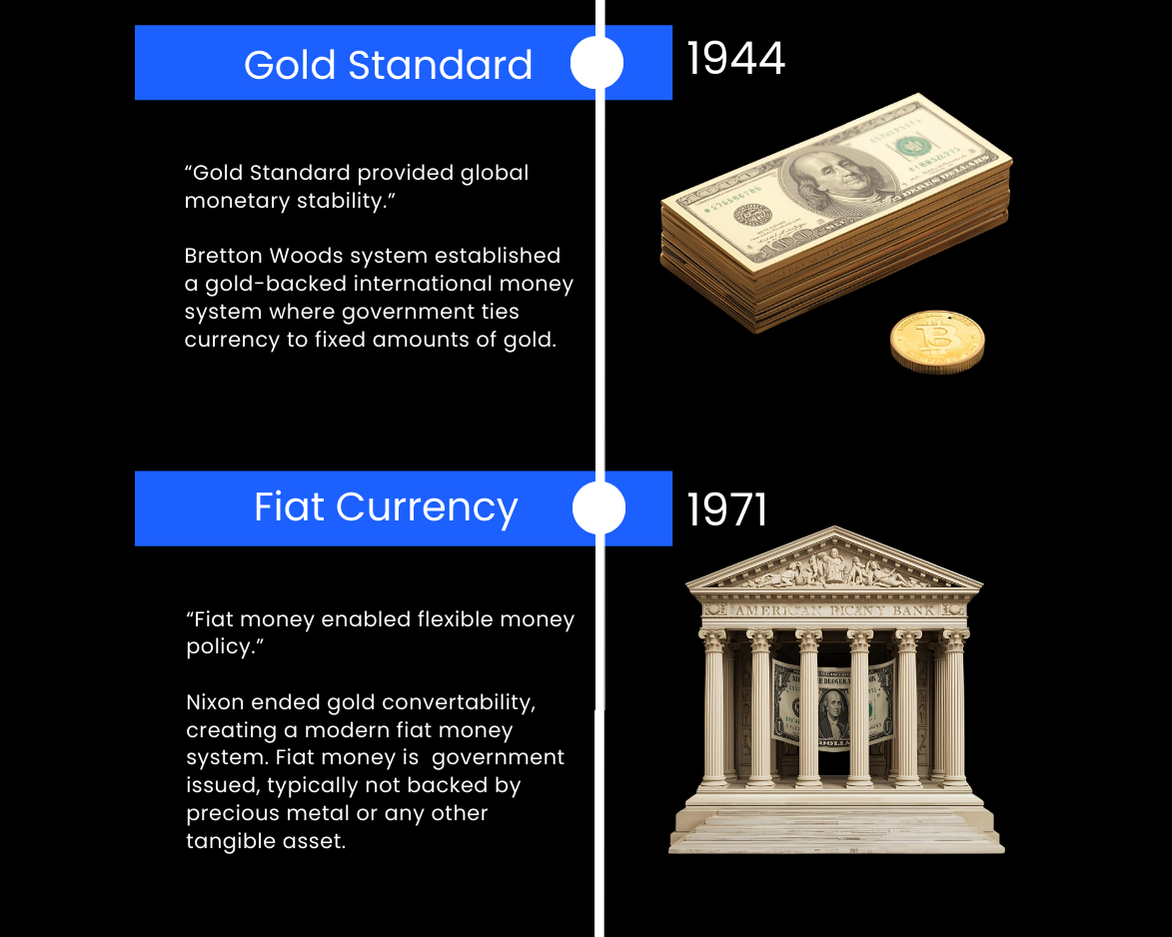 Gold Standard
1944
“Gold Standard provided global
monetary stability.”
Bretton Woods system established
a gold-backed international money
system where government ties
currency to fixed amounts of gold.
Fiat Currency
1971
AMERICAN DICANY BANK
“Fiat money enabled flexible money
policy.”
Nixon ended gold convertability,
creating a modern fiat money
system. Fiat money is  government
issued, typically not backed by
precious metal or any other
tangible asset.